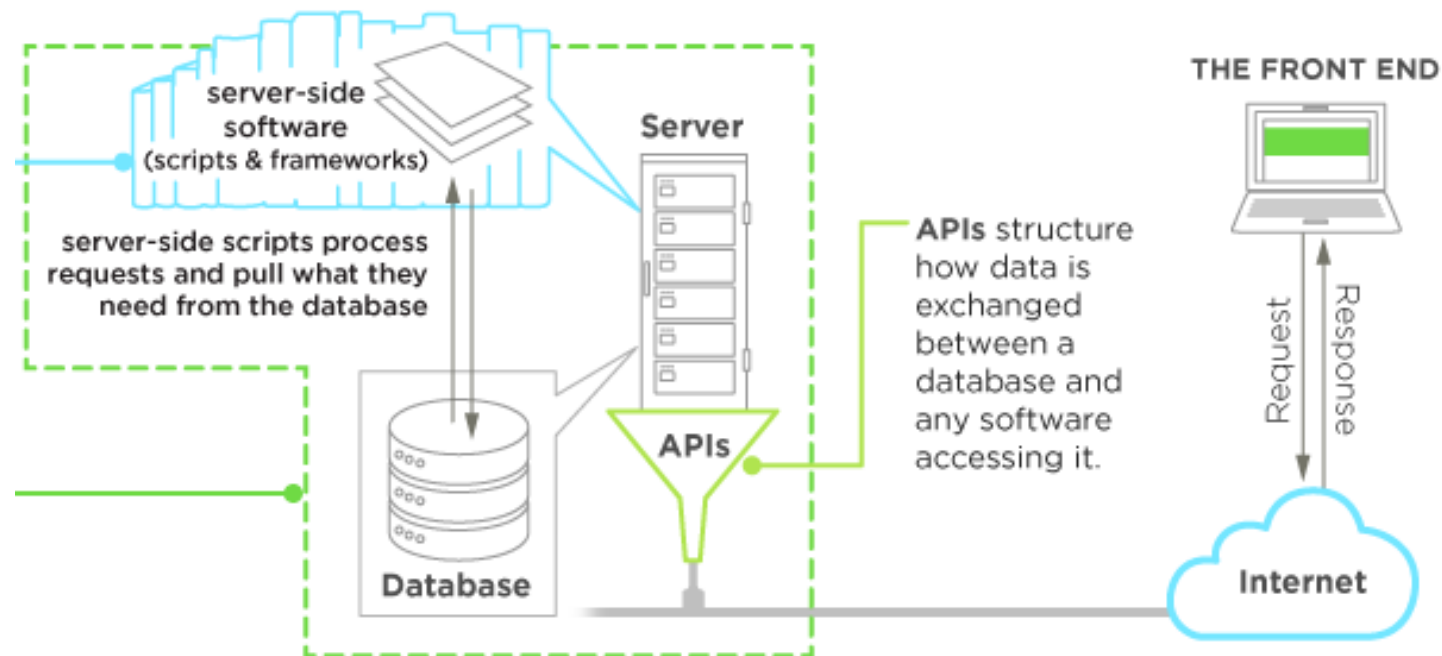 server-side
software
(scripts & frameworks)
server-side scripts process
requests and pull what they
need from the database
Database
Server
APIs
APIs structure
how data is
exchanged
between a
database and
any software
accessing it.
THE FRONT END
Request
Response
Internet